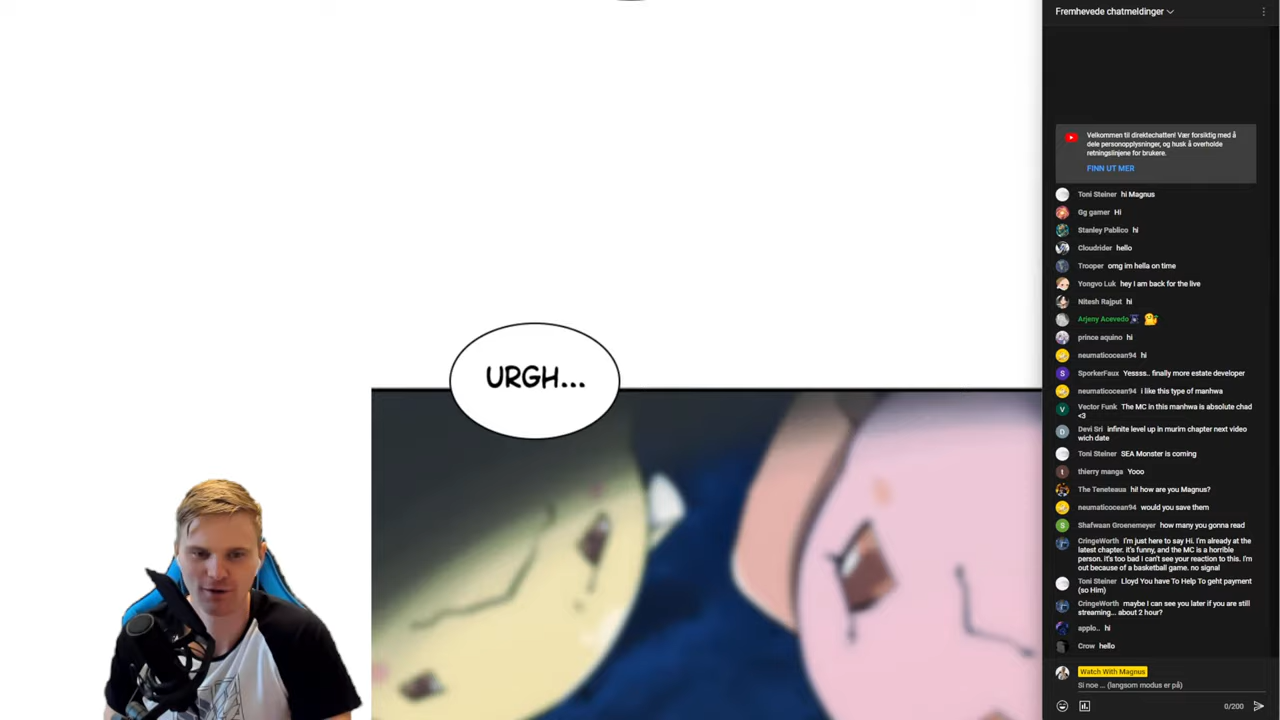 URGH...
Fremhevede chatmeldinger
Velkommen til direktechatten! Vær forsiktig med å
dele personopplysninger, og husk å overholde
retningslinjene for brukere.
FINN UT MER
Toni Steiner hi Magnus
Gg gamer Hi
Stanley Pablico hi
Cloudrider hello
Trooper omg im hella on time
Yongvo Luk hey I am back for the live
Nitesh Rajput hi
Arjeny Acevedo
prince aquino hi
neumaticocean94 hi
S SporkerFaux Yessss.. finally more estate developer
neumaticocean94 i like this type of manhwa
V Vector Funk The MC in this manhwa is absolute chad
<3
D Devi Sri infinite level up in murim chapter next video
wich date
Toni Steiner SEA Monster is coming
t thierry manga Yooo
The Teneteaua hi! how are you Magnus?
neumaticocean94 would you save them
S Shafwaan Groenemeyer how many you gonna read
CringeWorth I'm just here to say Hi. I'm already at the
latest chapter. it's funny, and the MC is a horrible
person. it's too bad I can't see your reaction to this. I'm
out because of a basketball game. no signal
Toni Steiner Lloyd You have To Help To geht payment
(so Him)
CringeWorth maybe I can see you later if you are still
streaming... about 2 hour?
applo.. hi
Crow hello
Watch With Magnus
Si noe ... (langsom modus er på)
0/200